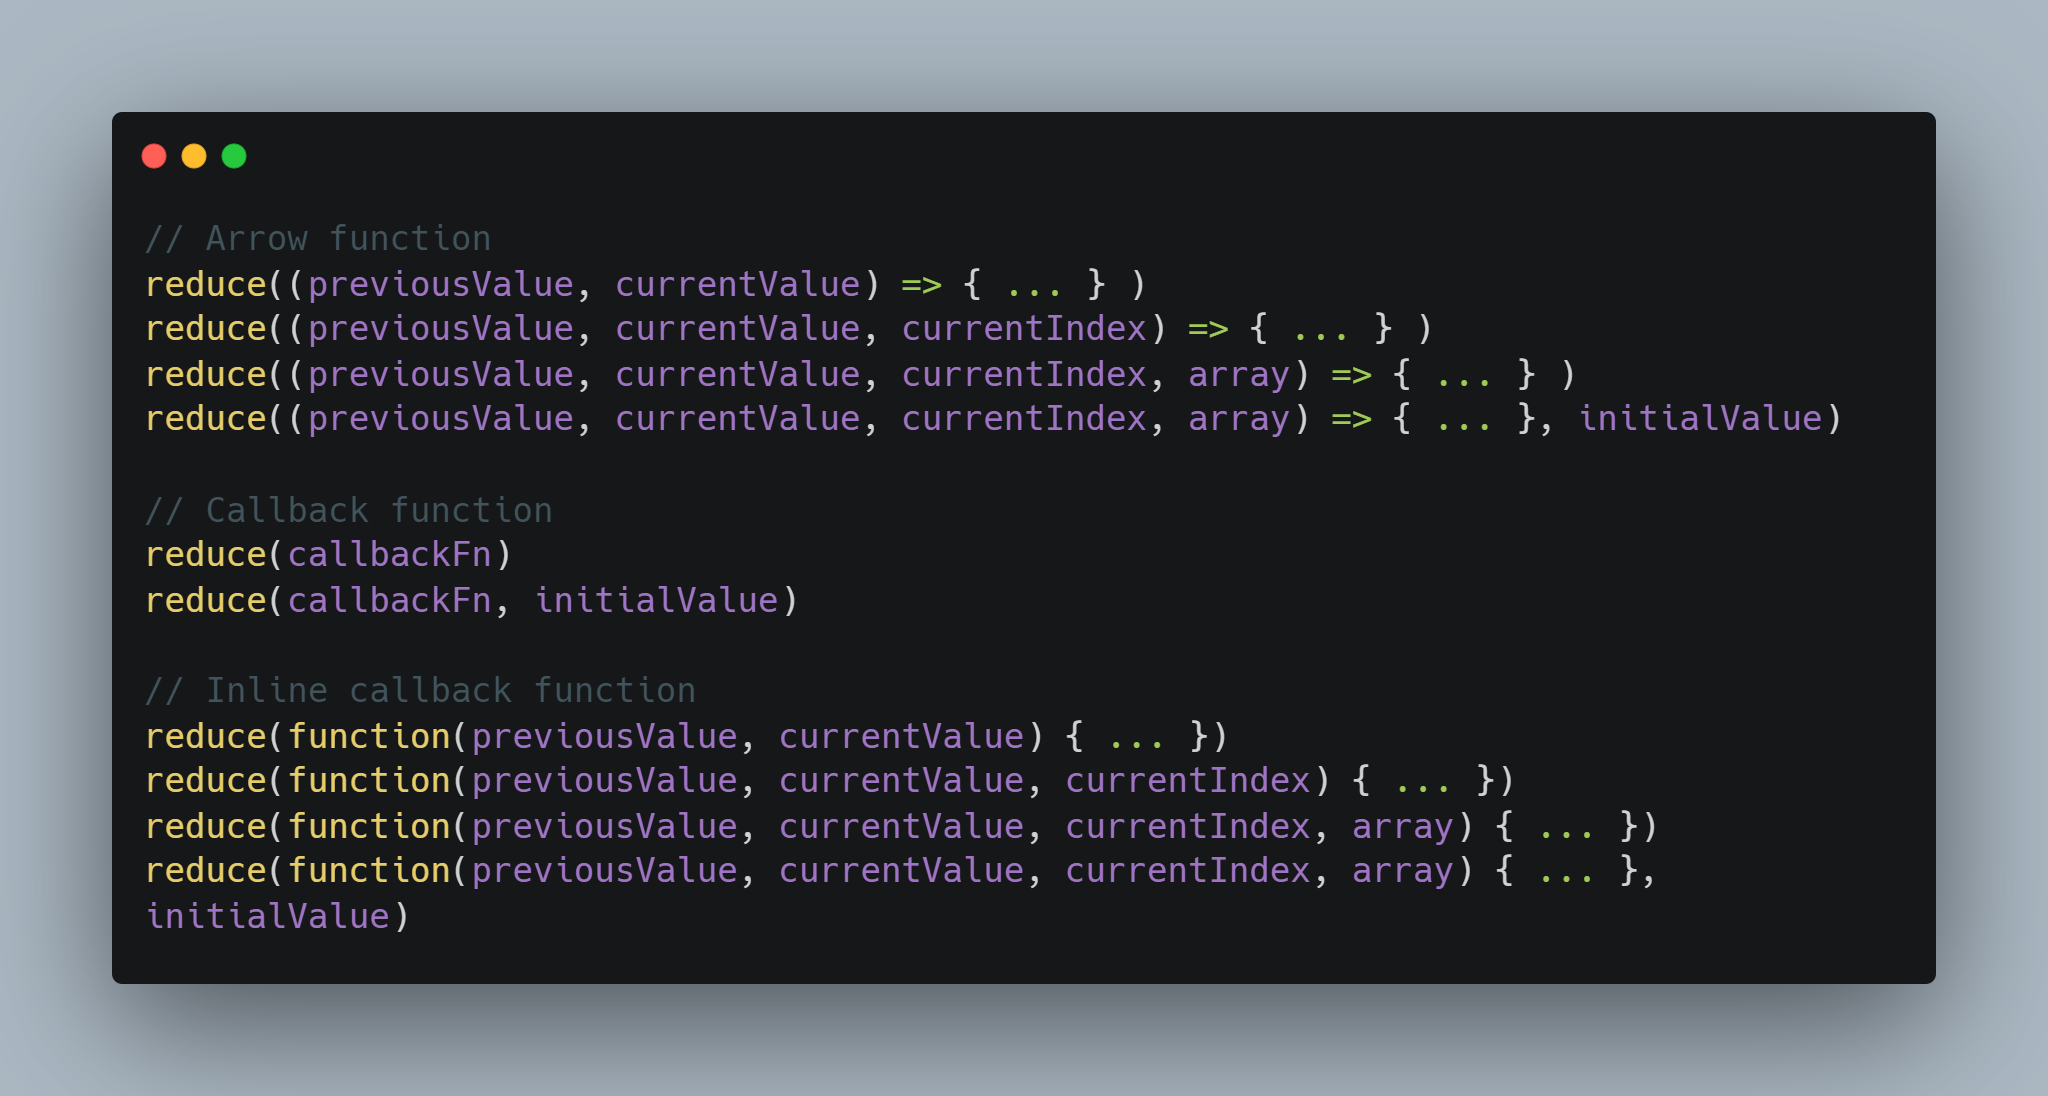 // Arrow function
reduce((previousValue, currentValue) => { ... } )
reduce((previousValue, currentValue, currentIndex) => { ... } )
reduce((previousValue, currentValue, currentIndex, array) => { ... } )
reduce((previousValue, currentValue, currentIndex, array) => { ... }, initialValue)

// Callback function
reduce(callbackFn)
reduce(callbackFn, initialValue)

// Inline callback function
reduce(function(previousValue, currentValue) { ... })
reduce(function(previousValue, currentValue, currentIndex) { ... })
reduce(function(previousValue, currentValue, currentIndex, array) { ... })
reduce(function(previousValue, currentValue, currentIndex, array) { ... },
initialValue)